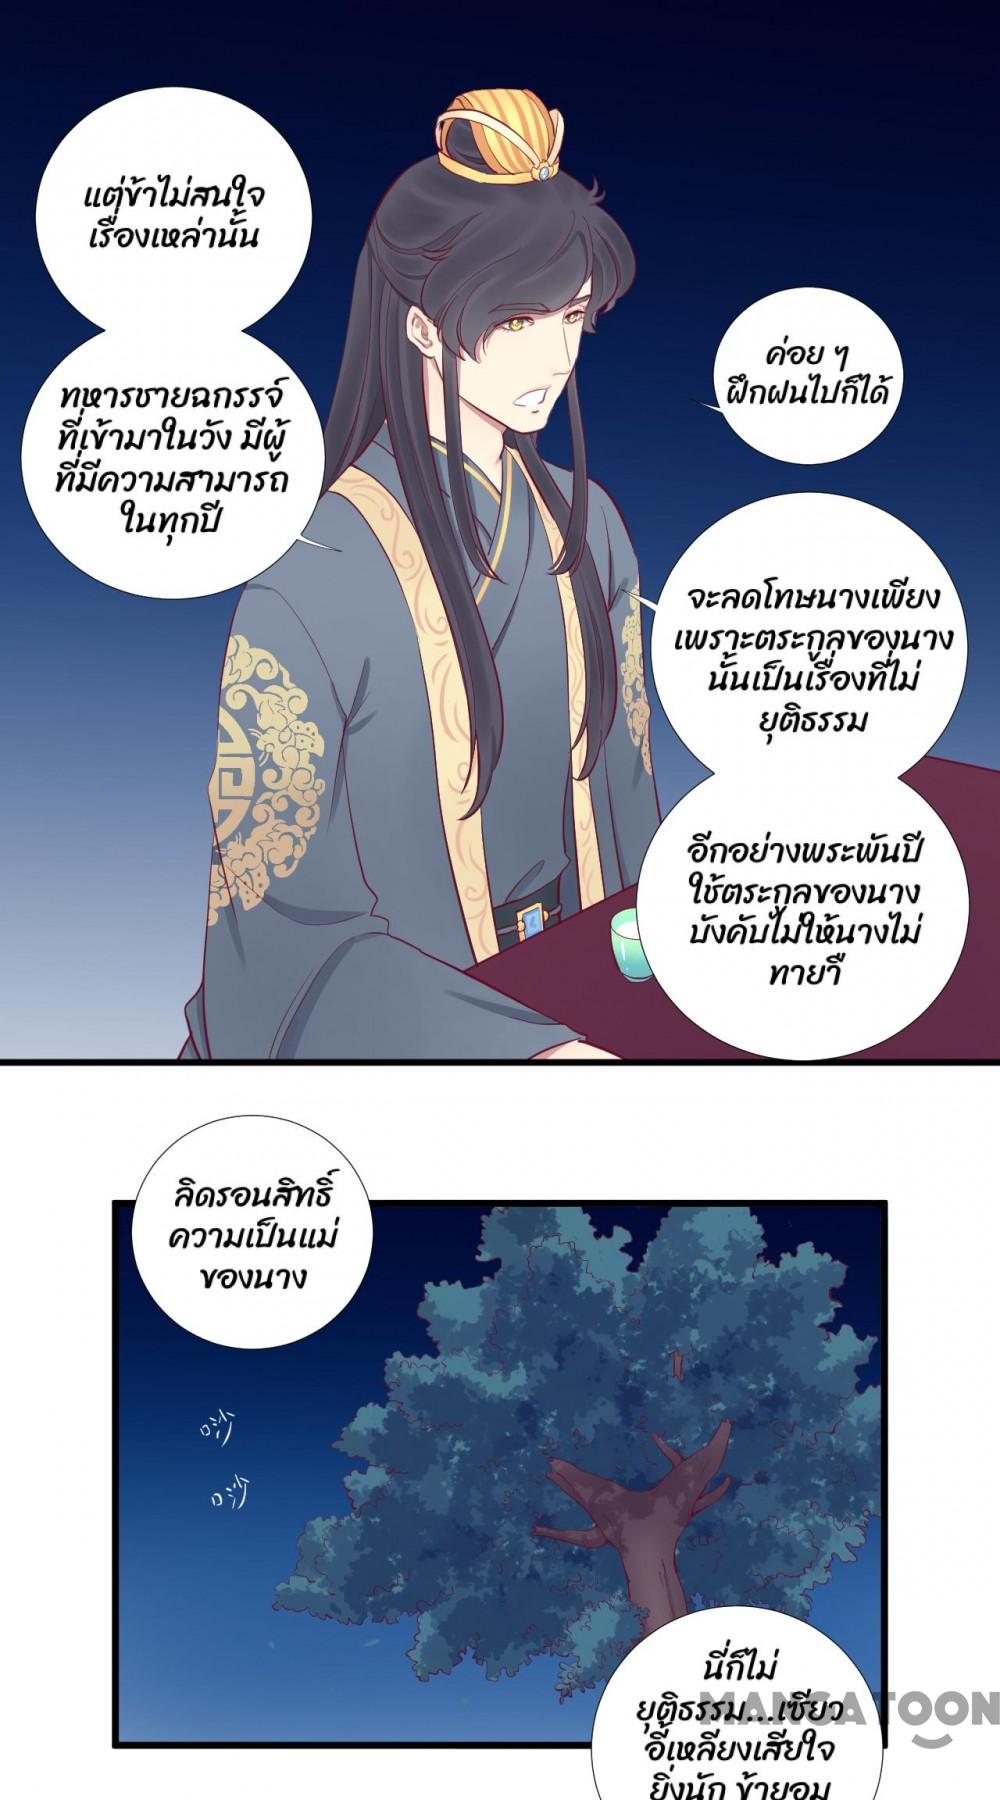 แต่ข้าไม่สนใจ
เรื่องเหล่านั้น
ทหารชายฉกรรจ์
ที่เข้ามาในวัง มีผู้
ที่มีความสามารถ
ในทุกปี
ค่อย ๆ
ฝึกฝนไปก็ได้
จะลดโทษนางเพียง
เพราะตระกูลของนาง
นั้นเป็นเรื่องที่ไม่
ยุติธรรม
อีกอย่างพระพันปี
ใช้ตระกูลของนาง
บังคับไม่ให้นางไม่
ทายาื
ลิดรอนสิทธิ์
ความเป็นแม่
ของนาง
沙
沙
นี่ก็ไม่
ยุติธรรม...เซียว
อี้เหลียงเสียใจ
ยิ่งนัก ข้ายอม
MANGATOON